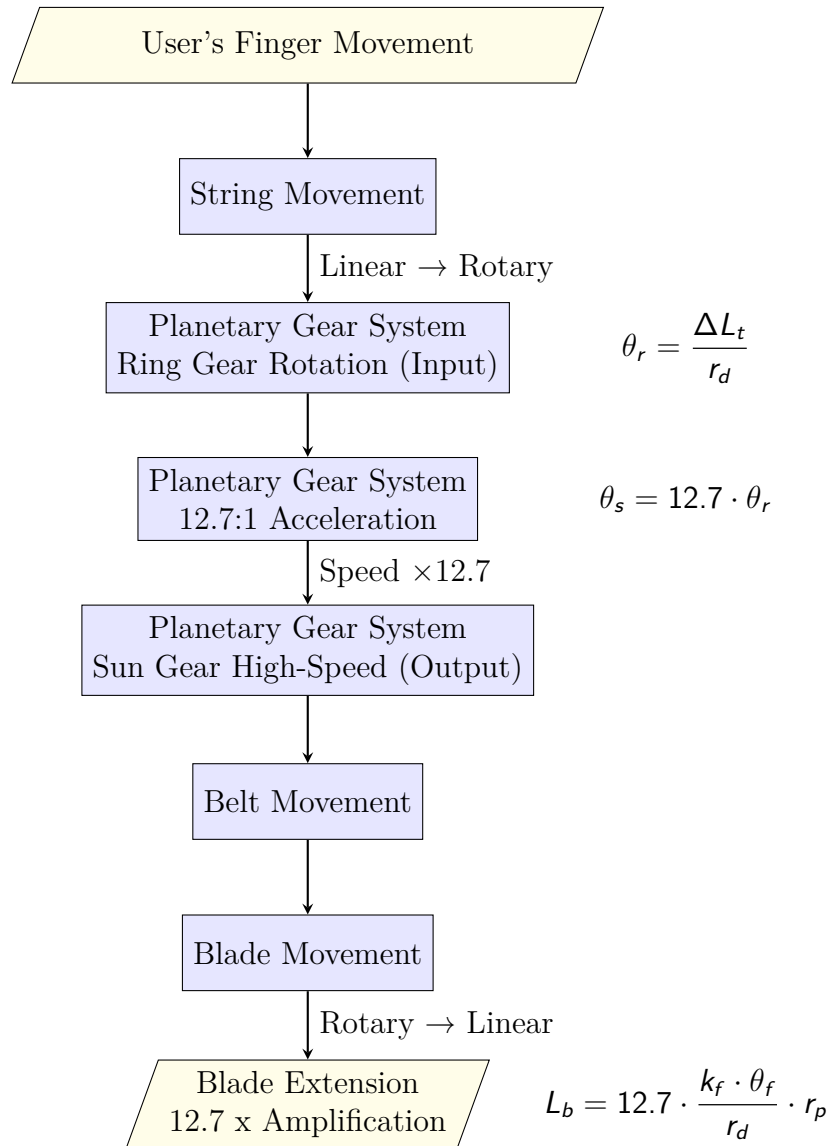 User's Finger Movement
String Movement
Linear → Rotary
Planetary Gear System
Ring Gear Rotation (Input)
θ_r = ΔL_t / r_d
Planetary Gear System
12.7:1 Acceleration
θ_s = 12.7 · θ_r
Speed ×12.7
Planetary Gear System
Sun Gear High-Speed (Output)
Belt Movement
Blade Movement
Rotary → Linear
Blade Extension
12.7 x Amplification
L_b = 12.7 · k_f · θ_f / r_d · r_p